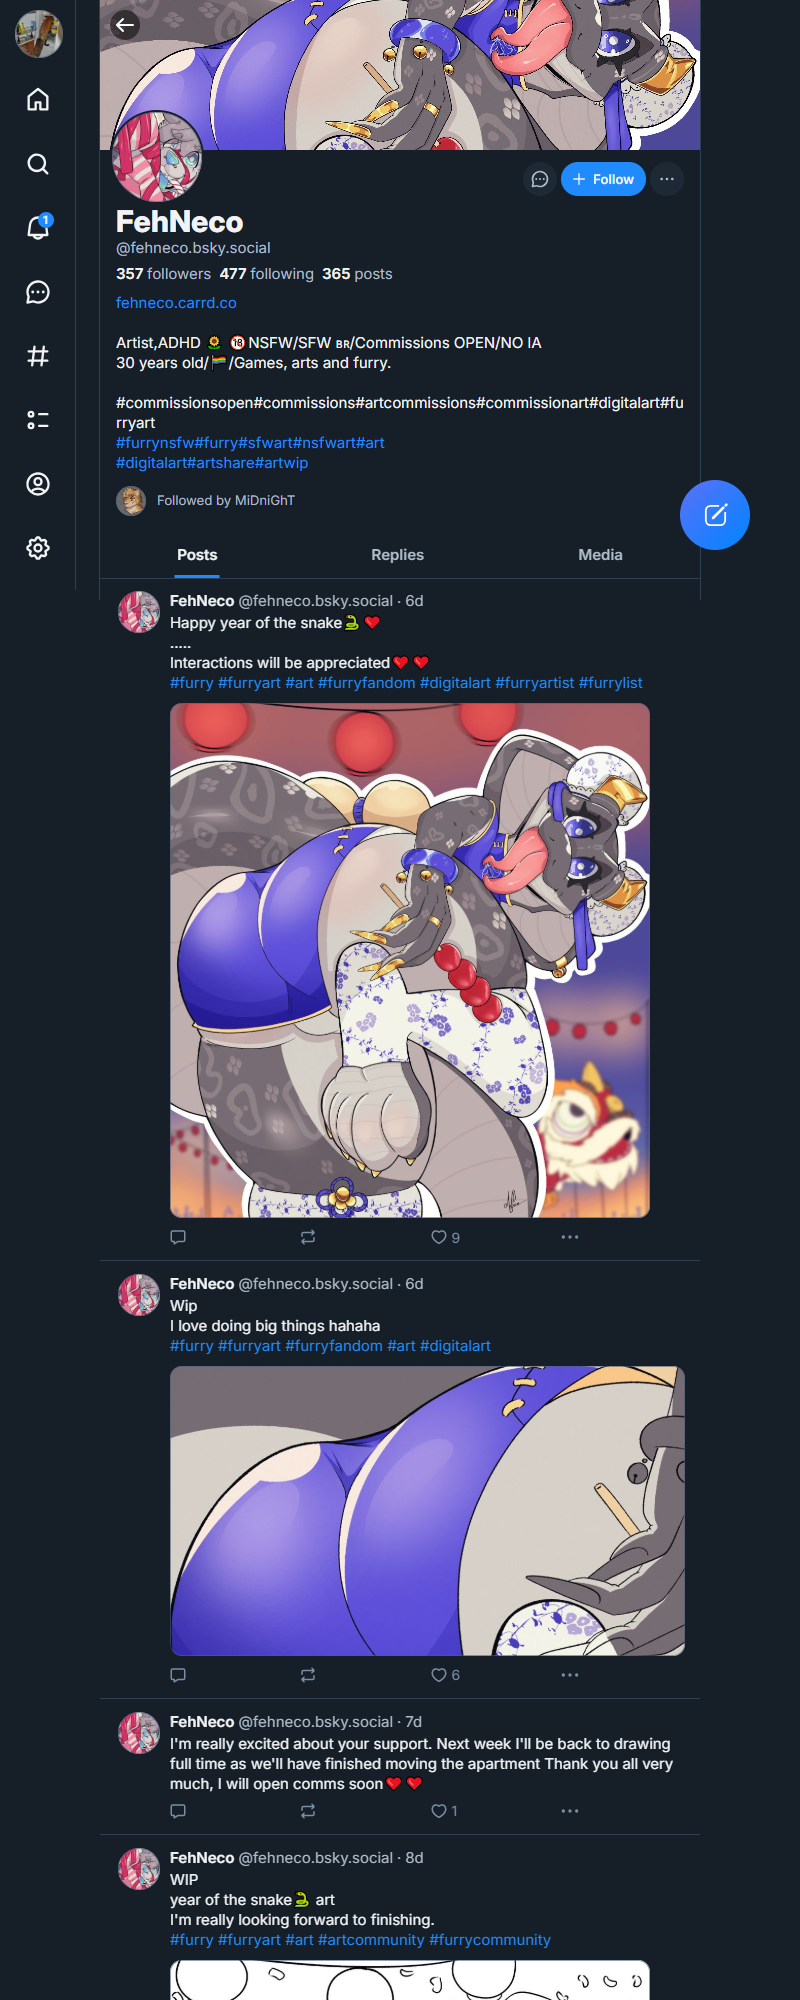 1
Follow
FehNeco
@fehneco.bsky.social
357 followers 477 following 365 posts
fehneco.carrd.co
Artist,ADHD 🌻 🔞NSFW/SFW 🇧🇷/Commissions OPEN/NO IA
30 years old/🏳️‍🌈/Games, arts and furry.
#commissionsopen#commissions#artcommissions#commissionart#digitalart#fu
rryart
#furrynsfw#furry#sfwart#nsfwart#art
#digitalart#artshare#artwip
Followed by MiDniGhT
Posts Replies Media
FehNeco @fehneco.bsky.social · 6d
Happy year of the snake🐍 ❤️
.....
Interactions will be appreciated❤️ ❤️
#furry #furryart #art #furryfandom #digitalart #furryartist #furrylist
9
FehNeco @fehneco.bsky.social · 6d
Wip
I love doing big things hahaha
#furry #furryart #furryfandom #art #digitalart
6
FehNeco @fehneco.bsky.social · 7d
I'm really excited about your support. Next week I'll be back to drawing
full time as we'll have finished moving the apartment Thank you all very
much, I will open comms soon❤️ ❤️
1
FehNeco @fehneco.bsky.social · 8d
WIP
year of the snake🐍 art
I'm really looking forward to finishing.
#furry #furryart #art #artcommunity #furrycommunity